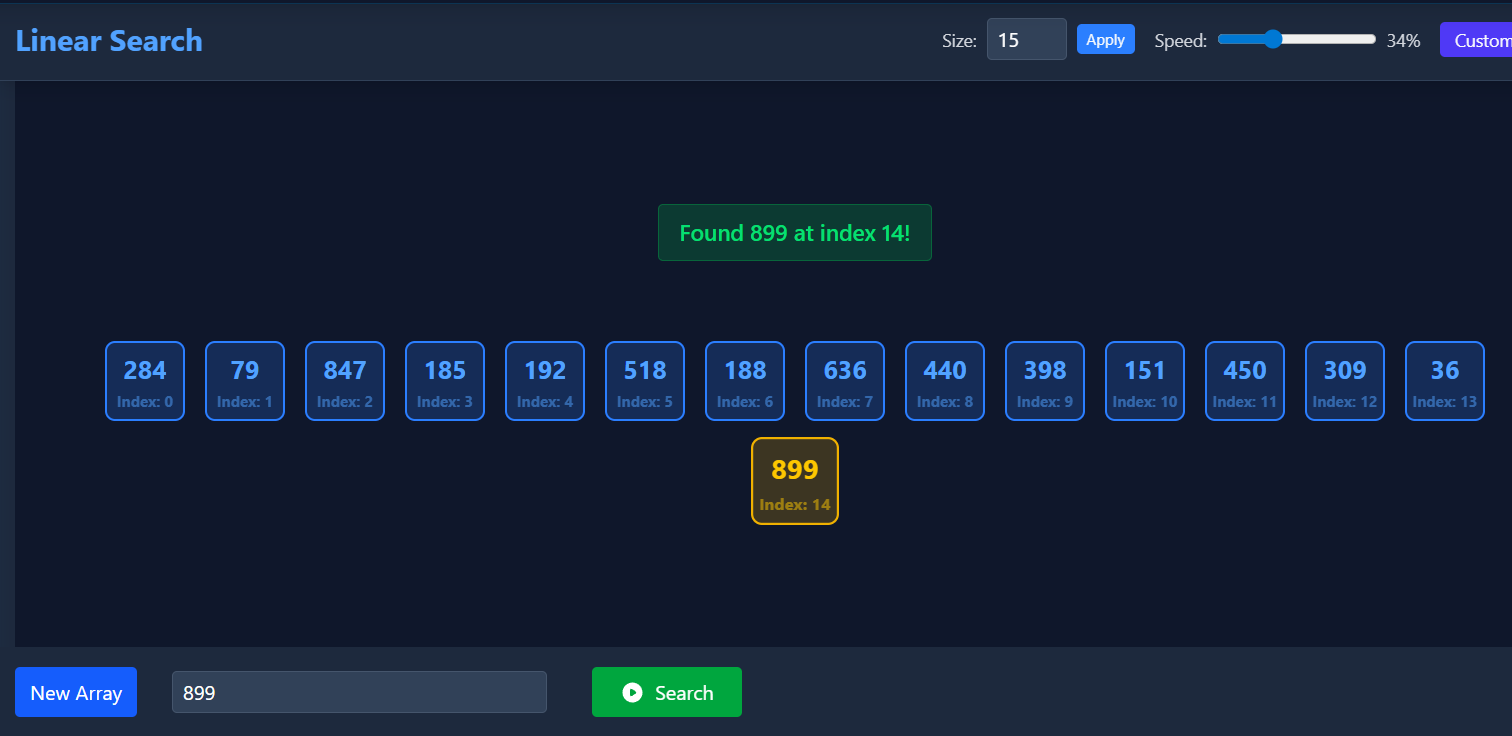 Linear Search
Size: 15 Apply Speed: 34% Custom
Found 899 at index 14!
284 79 847 185 192 518 188 636 440 398 151 450 309 36
Index: 0 Index: 1 Index: 2 Index: 3 Index: 4 Index: 5 Index: 6 Index: 7 Index: 8 Index: 9 Index: 10 Index: 11 Index: 12 Index: 13
899
Index: 14
New Array 899 Search